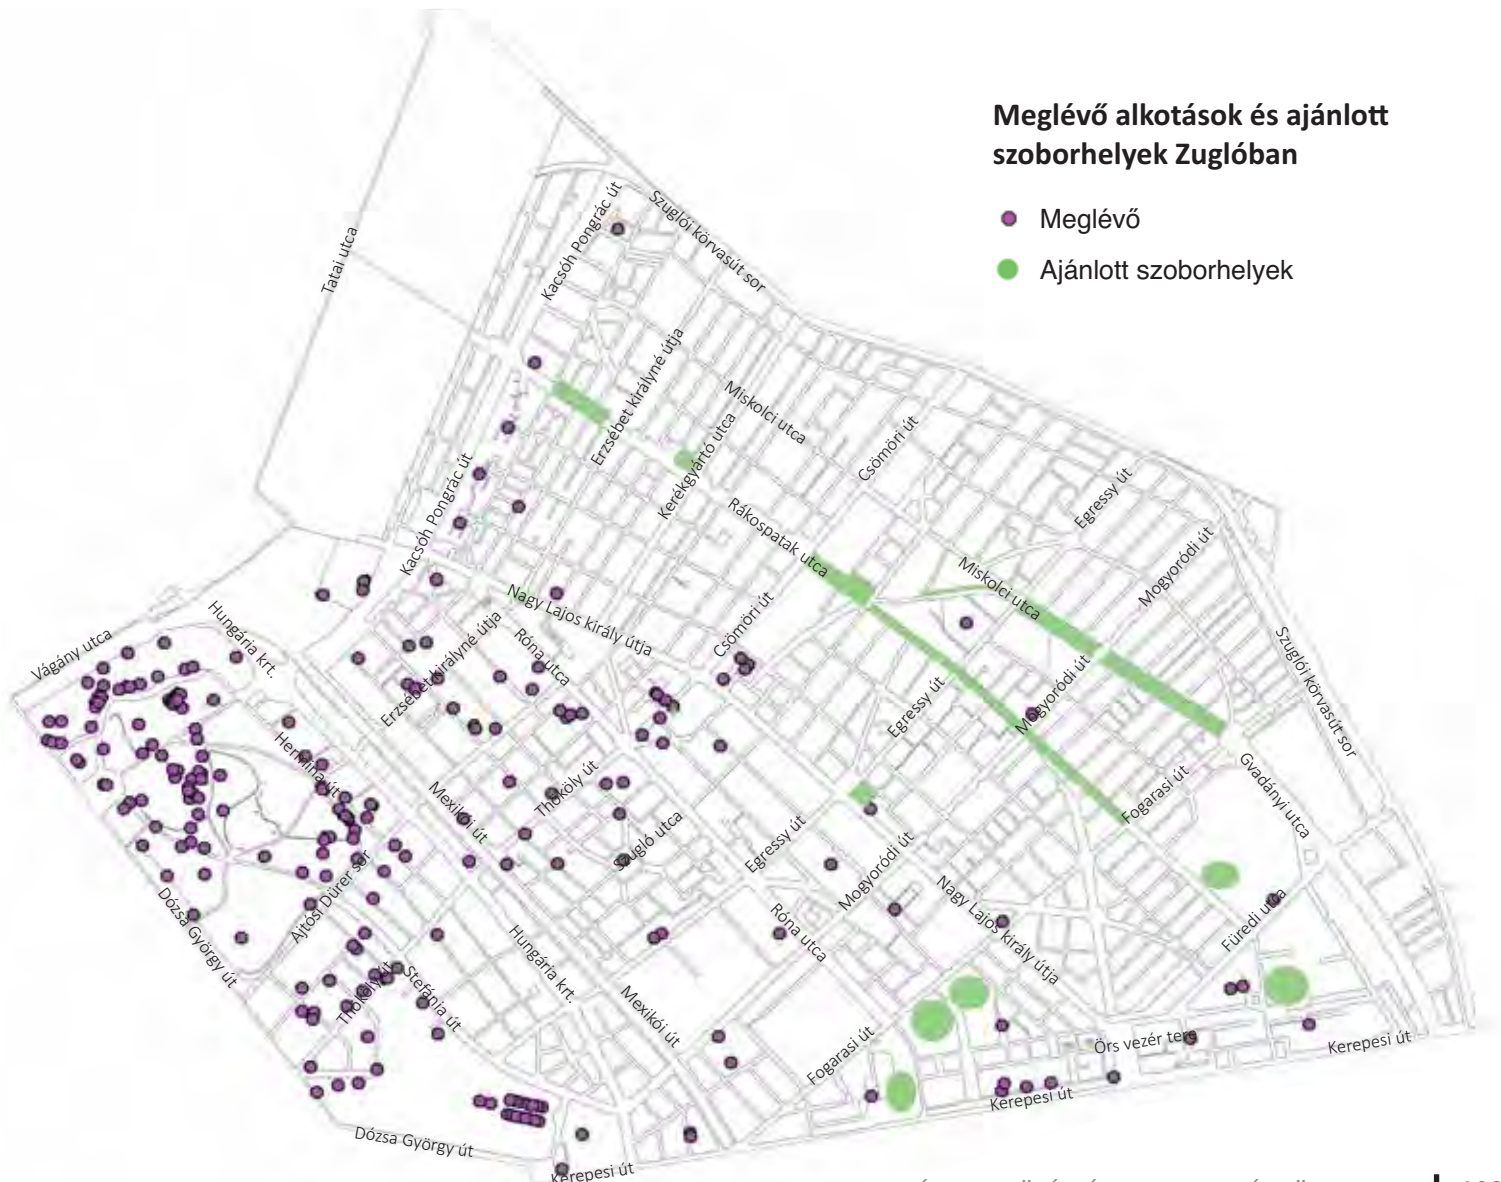 Meglévő alkotások és ajánlott
szoborhelyek Zuglóban
Meglévő
Ajánlott szoborhelyek
Tatai utca
Kacsóh Pongrác út
Szuglói körvasút sor
Erzsébet királyné útja
Miskolci utca
Kerékgyártó utca
Csömöri út
Egressy út
Kacsóh Pongrác út
Rákospatak utca
Mogyoródi út
Miskolci utca
Nagy Lajos király útja
Csömöri út
Hungária krt.
Vágány utca
Erzsébet királyné útja
Róna utca
Szuglói körvasút sor
Egressy út
Mogyoródi út
Hermina út
Mexikói út
Thököly út
Fogarasi út
Gvadányi utca
Szugló utca
Egressy út
Mogyoródi út
Nagy Lajos király útja
Ajtósi Dürer sor
Dózsa György út
Róna utca
Füredi utca
Hungária krt.
Thököly út
Stefánia út
Mexikói út
Fogarasi út
Örs vezér tere
Kerepesi út
Kerepesi út
Dózsa György út
Kerepesi út